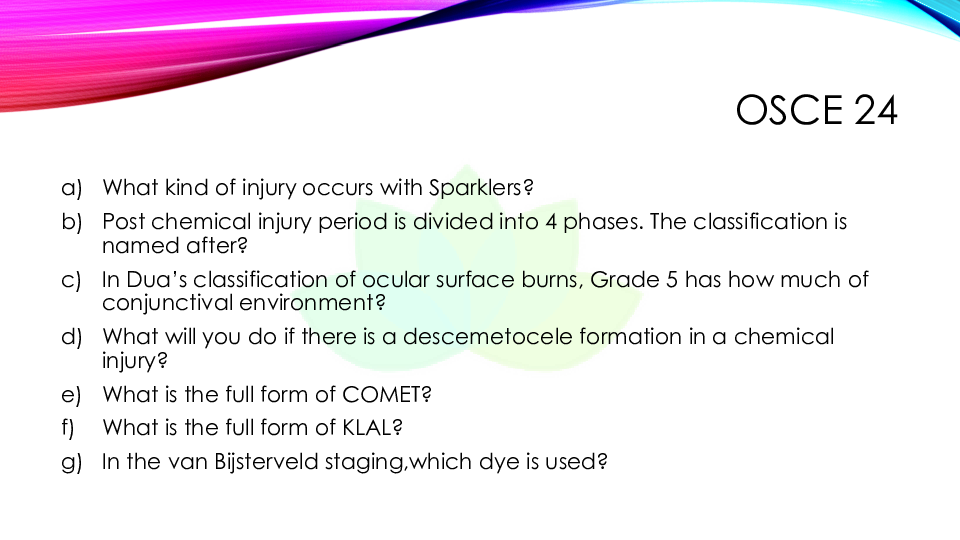 OSCE 24
a) What kind of injury occurs with Sparklers?
b) Post chemical injury period is divided into 4 phases. The classification is
named after?
c) In Dua's classification of ocular surface burns, Grade 5 has how much of
conjunctival environment?
d) What will you do if there is a descemetocele formation in a chemical
injury?
e) What is the full form of COMET?
f) What is the full form of KLAL?
g) In the van Bijsterveld staging,which dye is used?